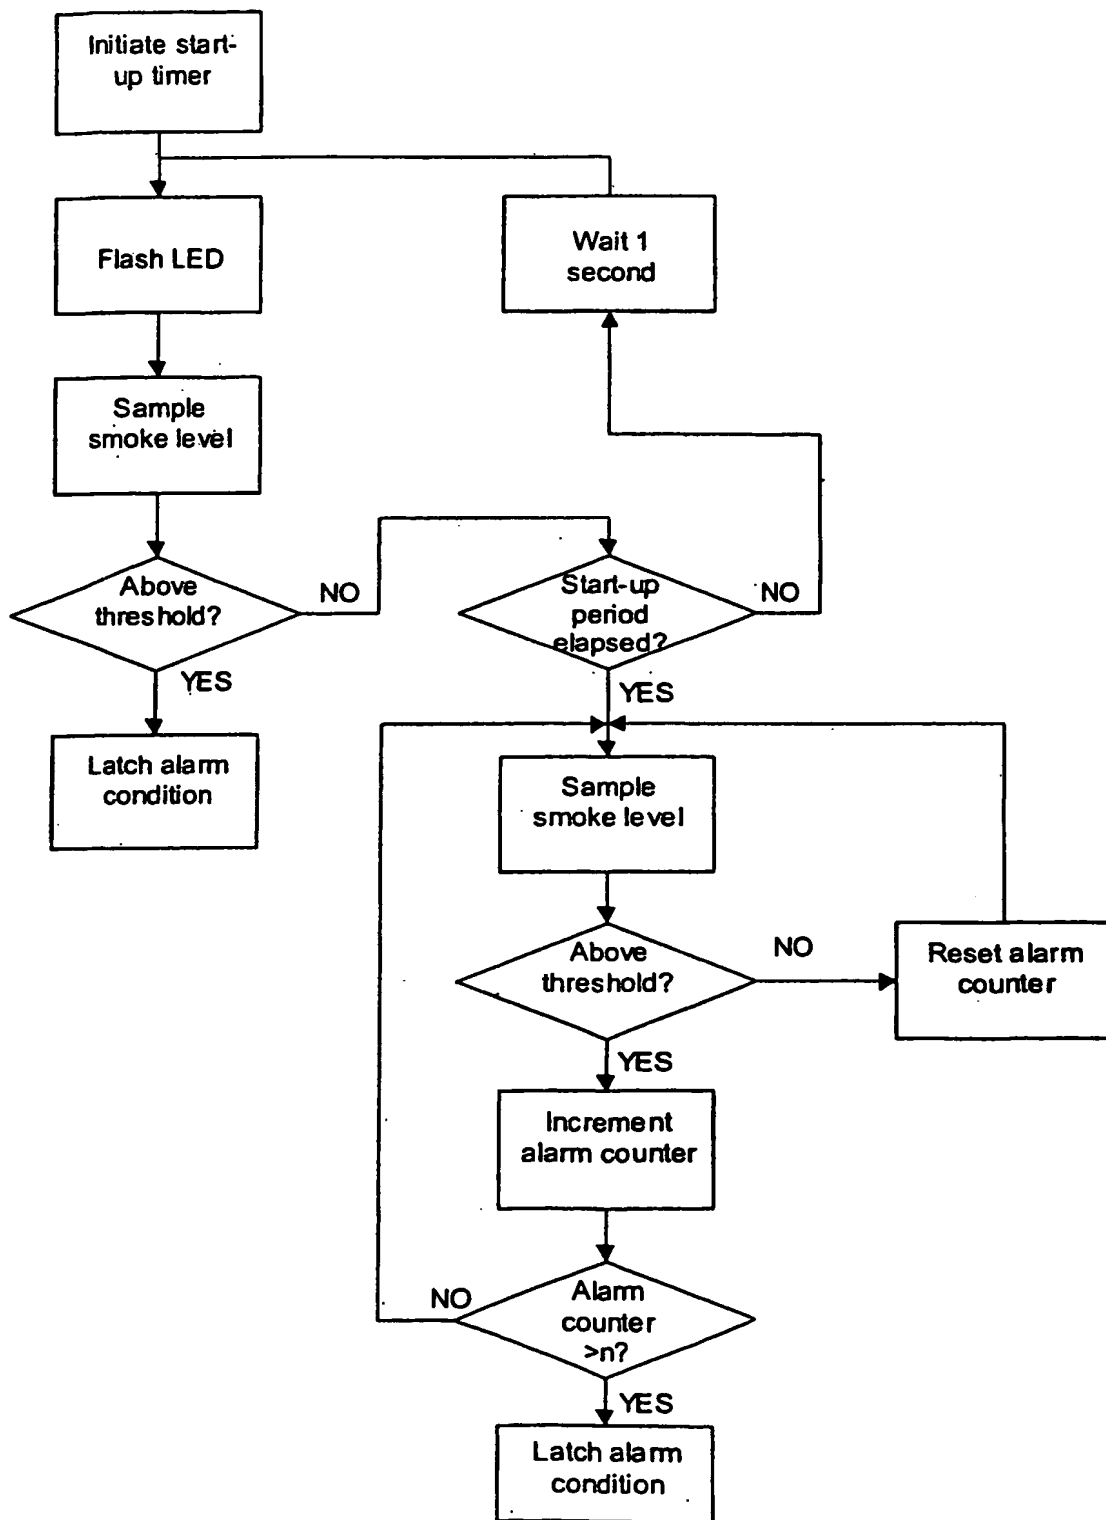 Initiate start-
up timer
Flash LED
Wait 1
second
Sample
smoke level
Above
threshold?
NO
Start-up
period
elapsed?
NO
YES
YES
Latch alarm
condition
Sample
smoke level
Above
threshold?
NO
Reset alarm
counter
YES
Increment
alarm counter
NO
Alarm
counter
>n?
YES
Latch alarm
condition